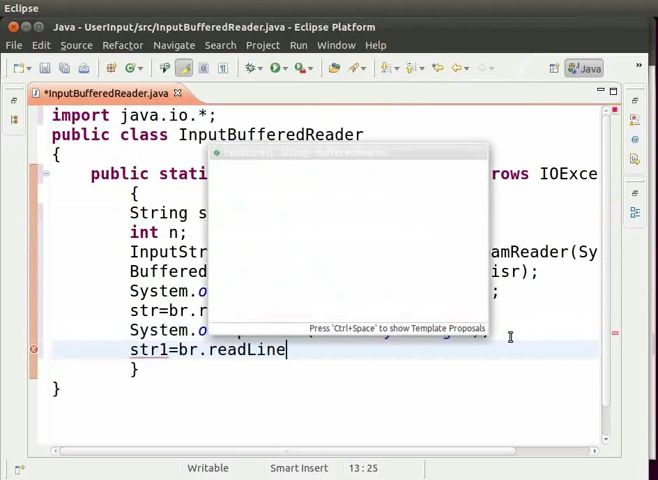 Eclipse
Java - UserInput/src/InputBufferedReader.java - Eclipse Platform
File Edit Source Refactor Navigate Search Project Run Window Help
Java
*InputBufferedReader.java
import java.io.*;
public class InputBufferedReader
{
public stati rows IOExce
{
String s
int n;
InputStr amReader(Sy
Buffered isr);
System.o ;
str=br.r
System.o
str1=br.readLine
}
}
Press 'Ctrl+Space' to show Template Proposals
Writable Smart Insert 13 : 25